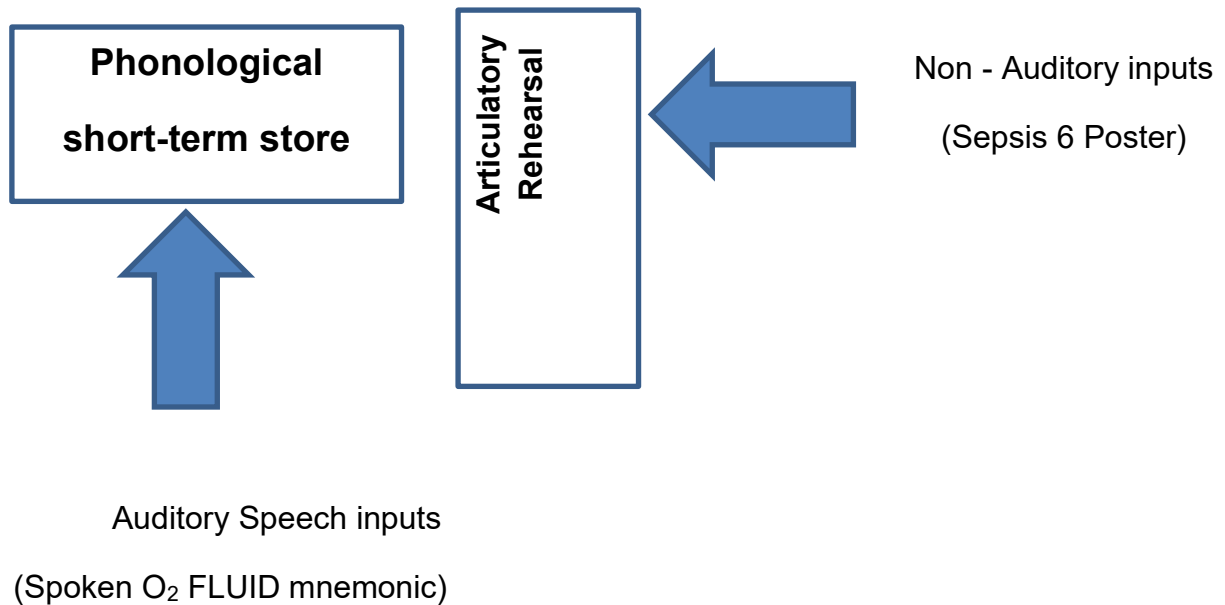 Phonological
short-term store
Articulatory
Rehearsal
Non - Auditory inputs
(Sepsis 6 Poster)
Auditory Speech inputs
(Spoken O₂ FLUID mnemonic)